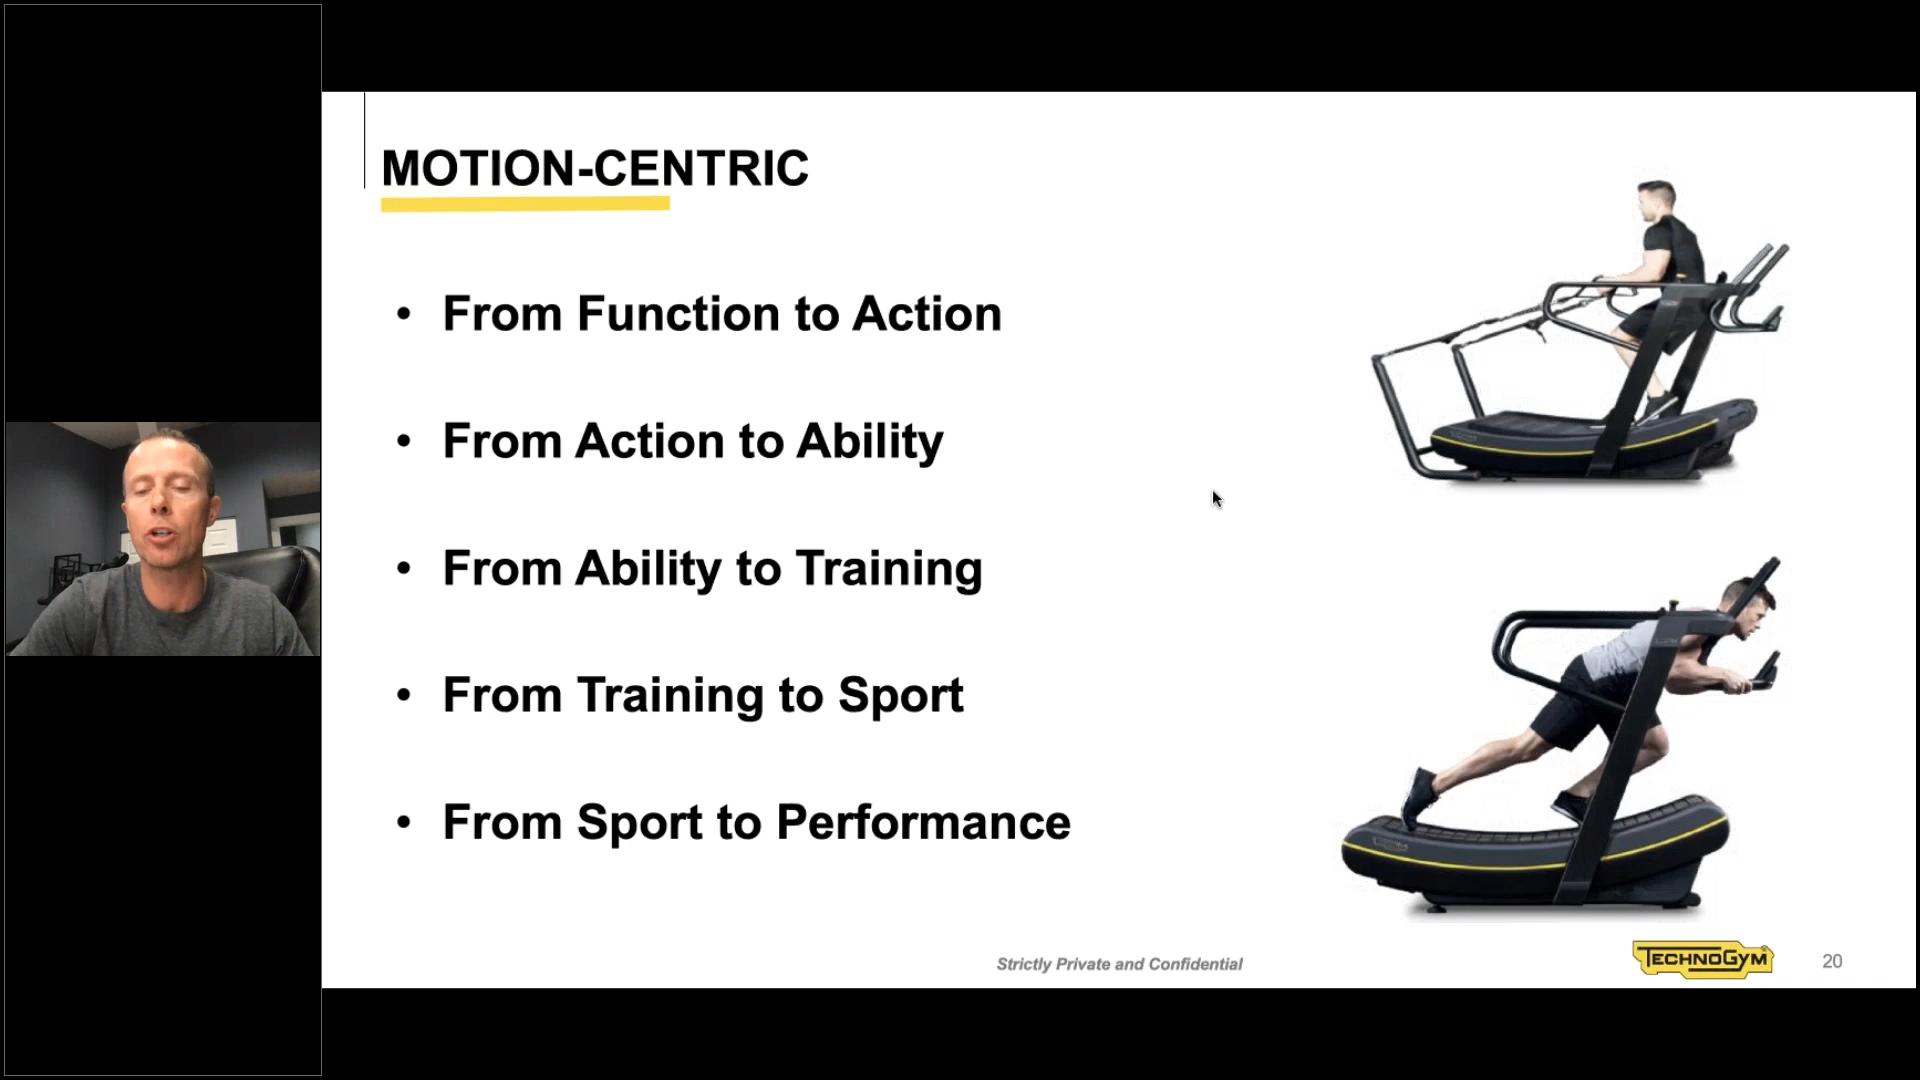 MOTION-CENTRIC
• From Function to Action
• From Action to Ability
• From Ability to Training
• From Training to Sport
• From Sport to Performance
Strictly Private and Confidential
TECHNOGYM
20